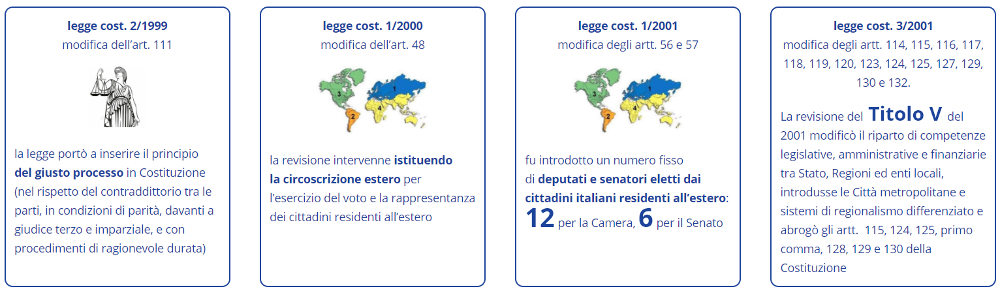 legge cost. 2/1999
modifica dell’art. 111
la legge portò a inserire il principio
del giusto processo in Costituzione
(nel rispetto del contraddittorio tra le
parti, in condizioni di parità, davanti a
giudice terzo e imparziale, e con
procedimenti di ragionevole durata)
legge cost. 1/2000
modifica dell’art. 48
1
3
4
2
la revisione intervenne istituendo
la circoscrizione estero per
l’esercizio del voto e la rappresentanza
dei cittadini residenti all’estero
legge cost. 1/2001
modifica degli artt. 56 e 57
1
3
4
2
fu introdotto un numero fisso
di deputati e senatori eletti dai
cittadini italiani residenti all’estero:
12 per la Camera, 6 per il Senato
legge cost. 3/2001
modifica degli artt. 114, 115, 116, 117,
118, 119, 120, 123, 124, 125, 127, 129,
130 e 132.
La revisione del Titolo V del
2001 modificò il riparto di competenze
legislative, amministrative e finanziarie
tra Stato, Regioni ed enti locali,
introdusse le Città metropolitane e
sistemi di regionalismo differenziato e
abrogò gli artt. 115, 124, 125, primo
comma, 128, 129 e 130 della
Costituzione